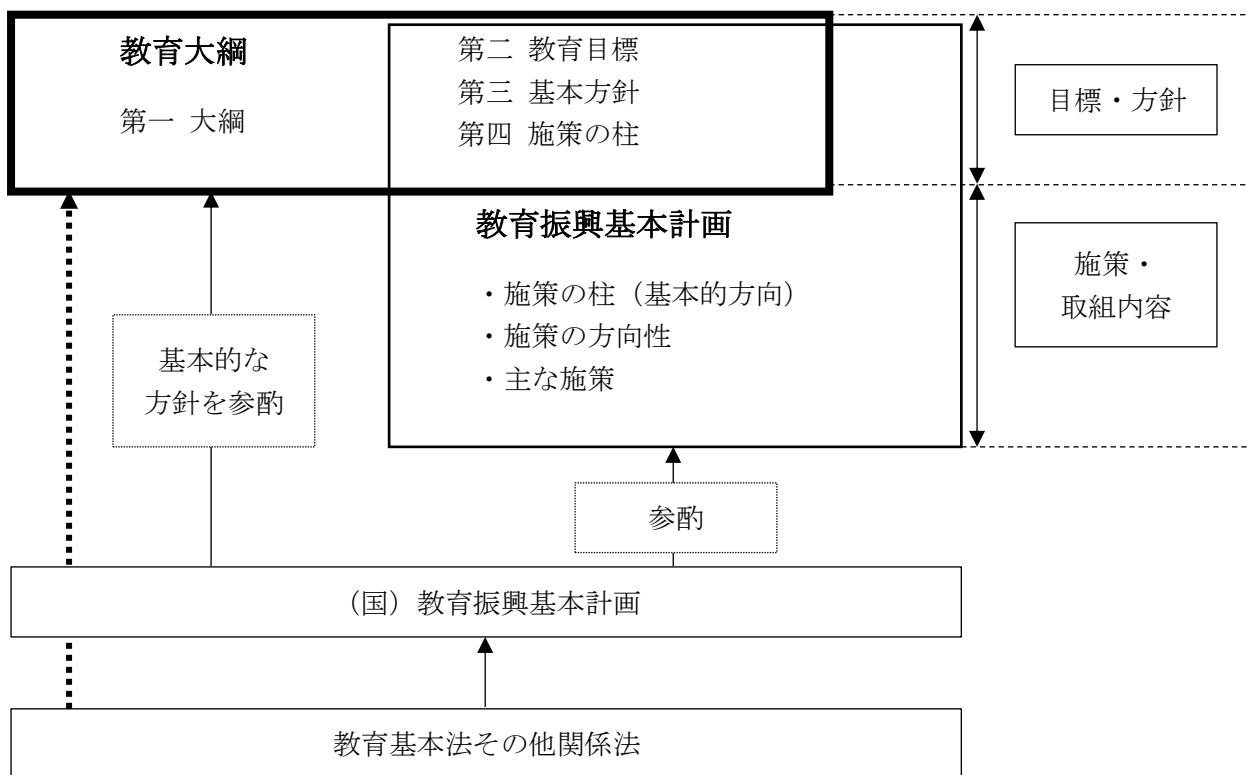 教育大綱
第一 大綱
第二 教育目標
第三 基本方針
第四 施策の柱
目標・方針
教育振興基本計画
・施策の柱（基本的方向）
・施策の方向性
・主な施策
施策・
取組内容
基本的な
方針を参酌
参酌
（国）教育振興基本計画
教育基本法その他関係法